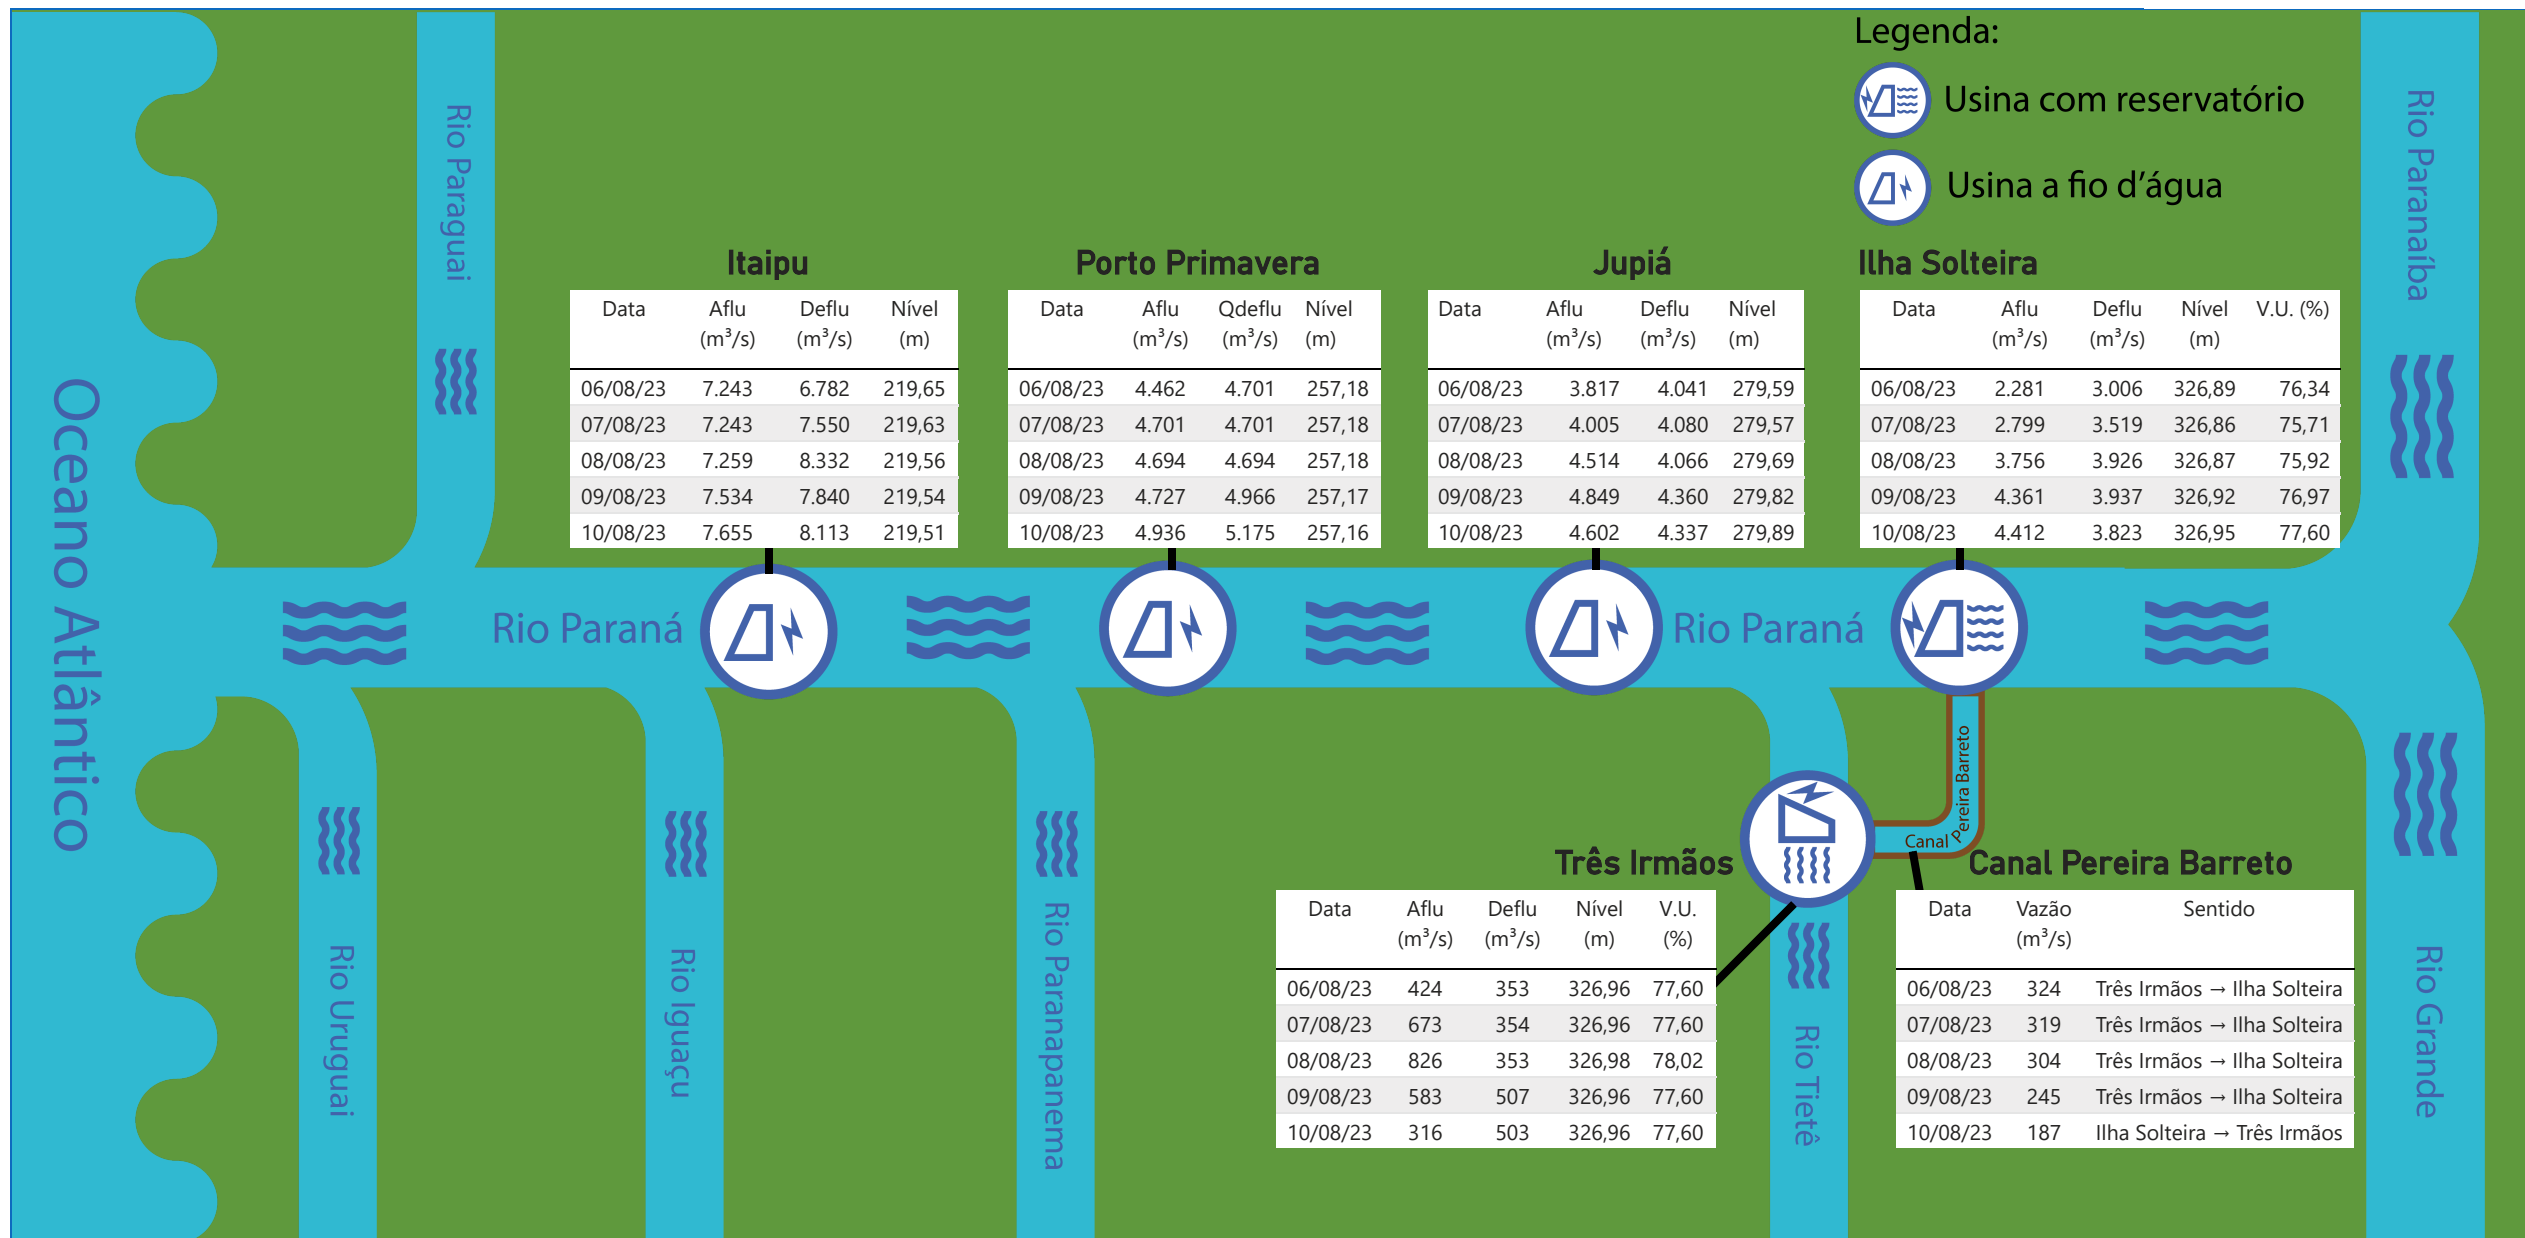 Legenda:
Usina com reservatório
Usina a fio d'água
Oceano Atlântico
Rio Paraguai
Rio Paranaíba
Itaipu
Data Aflu (m³/s) Deflu (m³/s) Nível (m)
06/08/23 7.243 6.782 219,65
07/08/23 7.243 7.550 219,63
08/08/23 7.259 8.332 219,56
09/08/23 7.534 7.840 219,54
10/08/23 7.655 8.113 219,51
Porto Primavera
Data Aflu (m³/s) Qdeflu (m³/s) Nível (m)
06/08/23 4.462 4.701 257,18
07/08/23 4.701 4.701 257,18
08/08/23 4.694 4.694 257,18
09/08/23 4.727 4.966 257,17
10/08/23 4.936 5.175 257,16
Jupiá
Data Aflu (m³/s) Deflu (m³/s) Nível (m)
06/08/23 3.817 4.041 279,59
07/08/23 4.005 4.080 279,57
08/08/23 4.514 4.066 279,69
09/08/23 4.849 4.360 279,82
10/08/23 4.602 4.337 279,89
Ilha Solteira
Data Aflu (m³/s) Deflu (m³/s) Nível (m) V.U. (%)
06/08/23 2.281 3.006 326,89 76,34
07/08/23 2.799 3.519 326,86 75,71
08/08/23 3.756 3.926 326,87 75,92
09/08/23 4.361 3.937 326,92 76,97
10/08/23 4.412 3.823 326,95 77,60
Rio Paraná
Rio Paraná
Rio Uruguai
Rio Iguaçu
Rio Paranapanema
Rio Tietê
Rio Grande
Canal Pereira Barreto
Três Irmãos
Data Aflu (m³/s) Deflu (m³/s) Nível (m) V.U. (%)
06/08/23 424 353 326,96 77,60
07/08/23 673 354 326,96 77,60
08/08/23 826 353 326,98 78,02
09/08/23 583 507 326,96 77,60
10/08/23 316 503 326,96 77,60
Canal Pereira Barreto
Data Vazão (m³/s) Sentido
06/08/23 324 Três Irmãos → Ilha Solteira
07/08/23 319 Três Irmãos → Ilha Solteira
08/08/23 304 Três Irmãos → Ilha Solteira
09/08/23 245 Três Irmãos → Ilha Solteira
10/08/23 187 Ilha Solteira → Três Irmãos